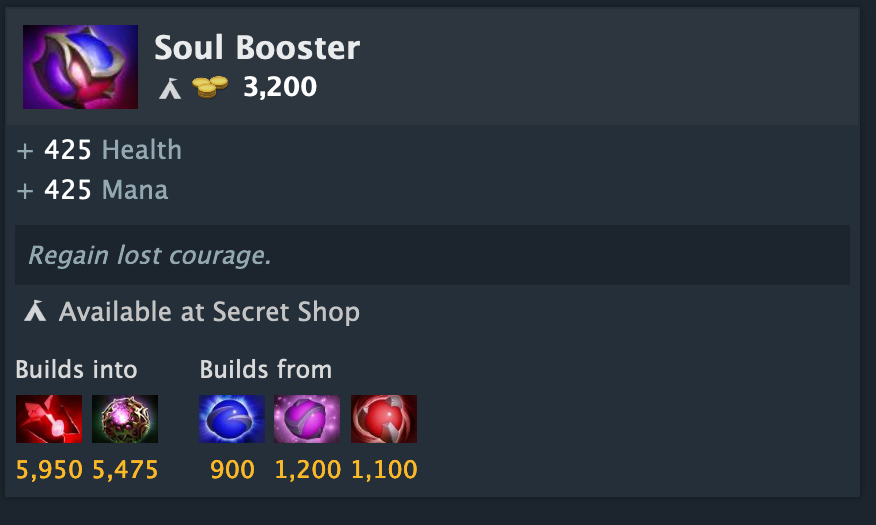 Soul Booster
3,200
+ 425 Health
+ 425 Mana
Regain lost courage.
Available at Secret Shop
Builds into
5,950 5,475
Builds from
900 1,200 1,100